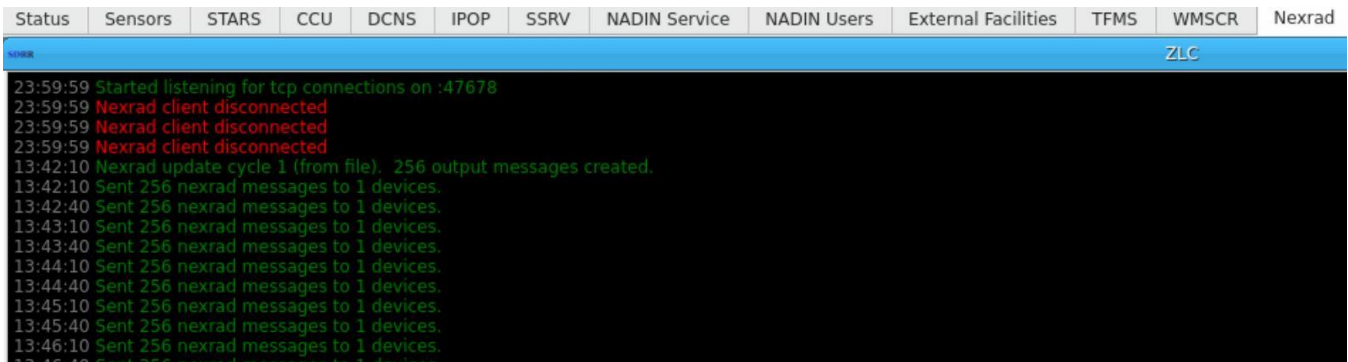 Status Sensors STARS CCU DCNS IPOP SSRV NADIN Service NADIN Users External Facilities TFMS WMSCR Nexrad
SDRR ZLC
23:59:59 Started listening for tcp connections on :47678
23:59:59 Nexrad client disconnected
23:59:59 Nexrad client disconnected
23:59:59 Nexrad client disconnected
13:42:10 Nexrad update cycle 1 (from file). 256 output messages created.
13:42:10 Sent 256 nexrad messages to 1 devices.
13:42:40 Sent 256 nexrad messages to 1 devices.
13:43:10 Sent 256 nexrad messages to 1 devices.
13:43:40 Sent 256 nexrad messages to 1 devices.
13:44:10 Sent 256 nexrad messages to 1 devices.
13:44:40 Sent 256 nexrad messages to 1 devices.
13:45:10 Sent 256 nexrad messages to 1 devices.
13:45:40 Sent 256 nexrad messages to 1 devices.
13:46:10 Sent 256 nexrad messages to 1 devices.